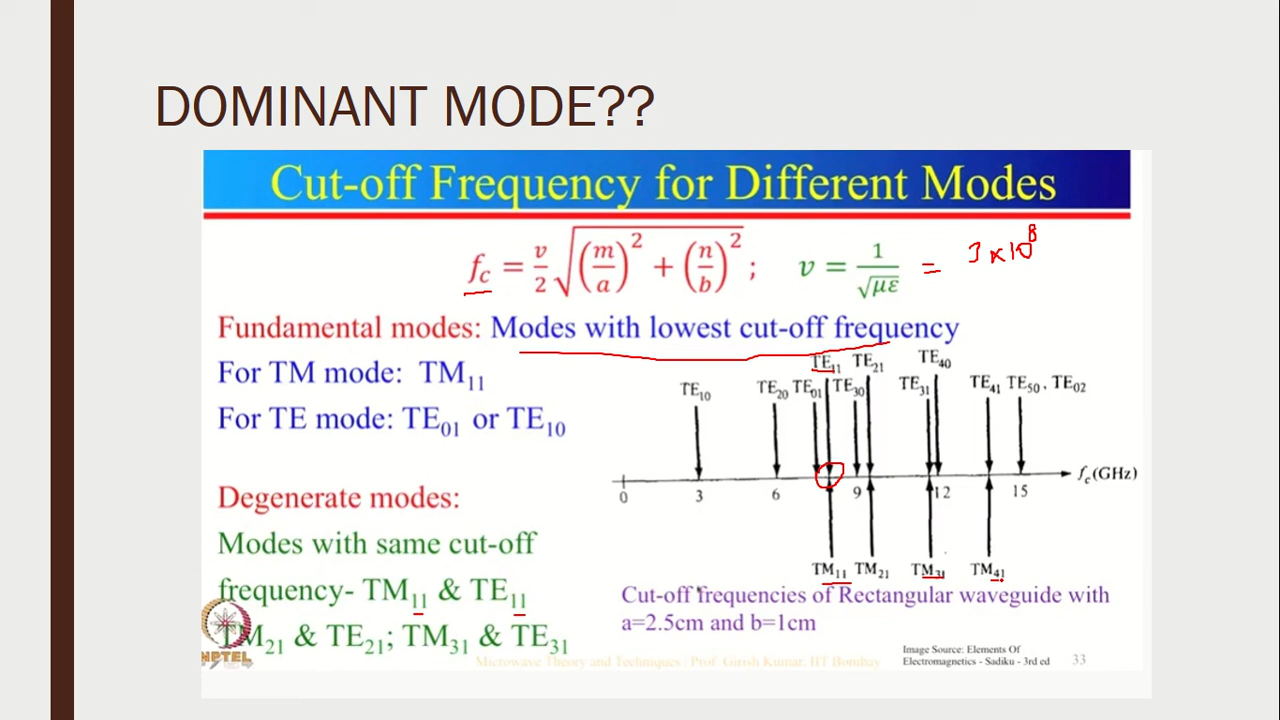 DOMINANT MODE??
Cut-off Frequency for Different Modes
f_c = v/2 √((m/a)² + (n/b)²) ; v = 1/√με = 3×10⁸
Fundamental modes: Modes with lowest cut-off frequency
For TM mode: TM₁₁
For TE mode: TE₀₁ or TE₁₀
Degenerate modes:
Modes with same cut-off
frequency- TM₁₁ & TE₁₁
TM₂₁ & TE₂₁; TM₃₁ & TE₃₁
TE₁₁ TE₂₁ TE₄₀
TE₁₀ TE₂₀ TE₀₁ TE₃₀ TE₃₁ TE₄₁ TE₅₀ , TE₀₂
0 3 6 9 12 15 f_c(GHz)
TM₁₁ TM₂₁ TM₃₁ TM₄₁
Cut-off frequencies of Rectangular waveguide with
a=2.5cm and b=1cm
NPTEL
Microwave Theory and Techniques : Prof. Girish Kumar, IIT Bombay
Image Source: Elements Of
Electromagnetics - Sadiku - 3rd ed
33